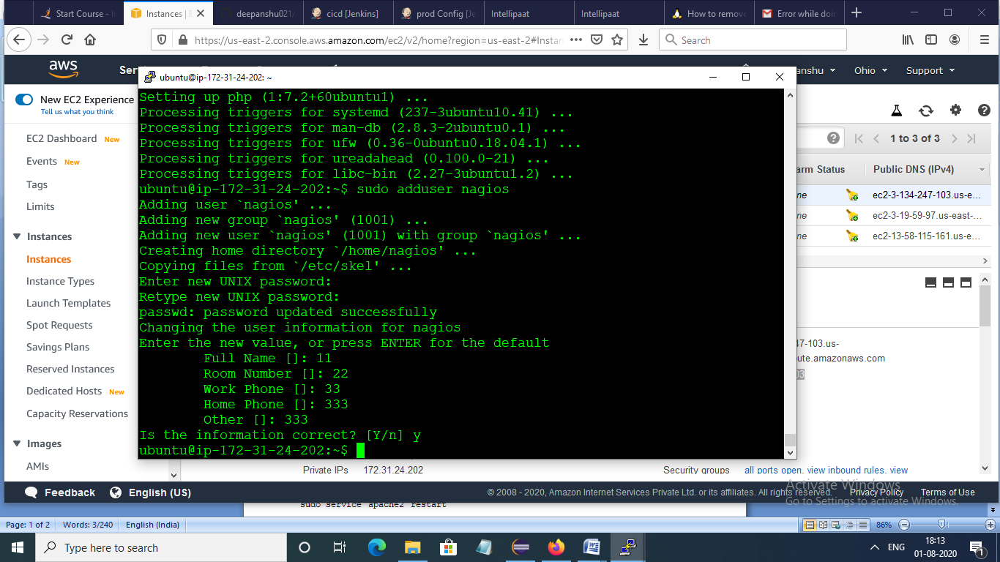 Start Course - I
Instances | E
deepanshu021/
cicd [Jenkins]
prod Config [Je
Intellipaat
Intellipaat
How to remove
Error while doin
https://us-east-2.console.aws.amazon.com/ec2/v2/home?region=us-east-2#Instan
Search
aws
Ser
anshu
Ohio
Support
ubuntu@ip-172-31-24-202: ~
New EC2 Experience
Tell us what you think
EC2 Dashboard New
Events New
Tags
Limits
Instances
Instances
Instance Types
Launch Templates
Spot Requests
Savings Plans
Reserved Instances
Dedicated Hosts New
Capacity Reservations
Images
AMIs
Setting up php (1:7.2+60ubuntu1) ...
Processing triggers for systemd (237-3ubuntu10.41) ...
Processing triggers for man-db (2.8.3-2ubuntu0.1) ...
Processing triggers for ufw (0.36-0ubuntu0.18.04.1) ...
Processing triggers for ureadahead (0.100.0-21) ...
Processing triggers for libc-bin (2.27-3ubuntu1.2) ...
ubuntu@ip-172-31-24-202:~$ sudo adduser nagios
Adding user `nagios' ...
Adding new group `nagios' (1001) ...
Adding new user `nagios' (1001) with group `nagios' ...
Creating home directory `/home/nagios' ...
Copying files from `/etc/skel' ...
Enter new UNIX password:
Retype new UNIX password:
passwd: password updated successfully
Changing the user information for nagios
Enter the new value, or press ENTER for the default
Full Name []: 11
Room Number []: 22
Work Phone []: 33
Home Phone []: 333
Other []: 333
Is the information correct? [Y/n] y
ubuntu@ip-172-31-24-202:~$
1 to 3 of 3
arm Status
Public DNS (IPv4)
ne
ec2-3-134-247-103.us-e...
ne
ec2-3-19-59-97.us-east-...
ne
ec2-13-58-115-161.us-e...
47-103.us-
ute.amazonaws.com
03
Private IPs 172.31.24.202
Security groups all ports open. view inbound rules. view
Feedback
English (US)
© 2008 - 2020, Amazon Internet Services Private Ltd. or its affiliates. All rights reserved.
Privacy Policy
Terms of Use
Activate Windows
Go to Settings to activate Windows.
sudo service apache2 restart
Page: 1 of 2
Words: 3/240
English (India)
86%
Type here to search
ENG
18:13
01-08-2020
1